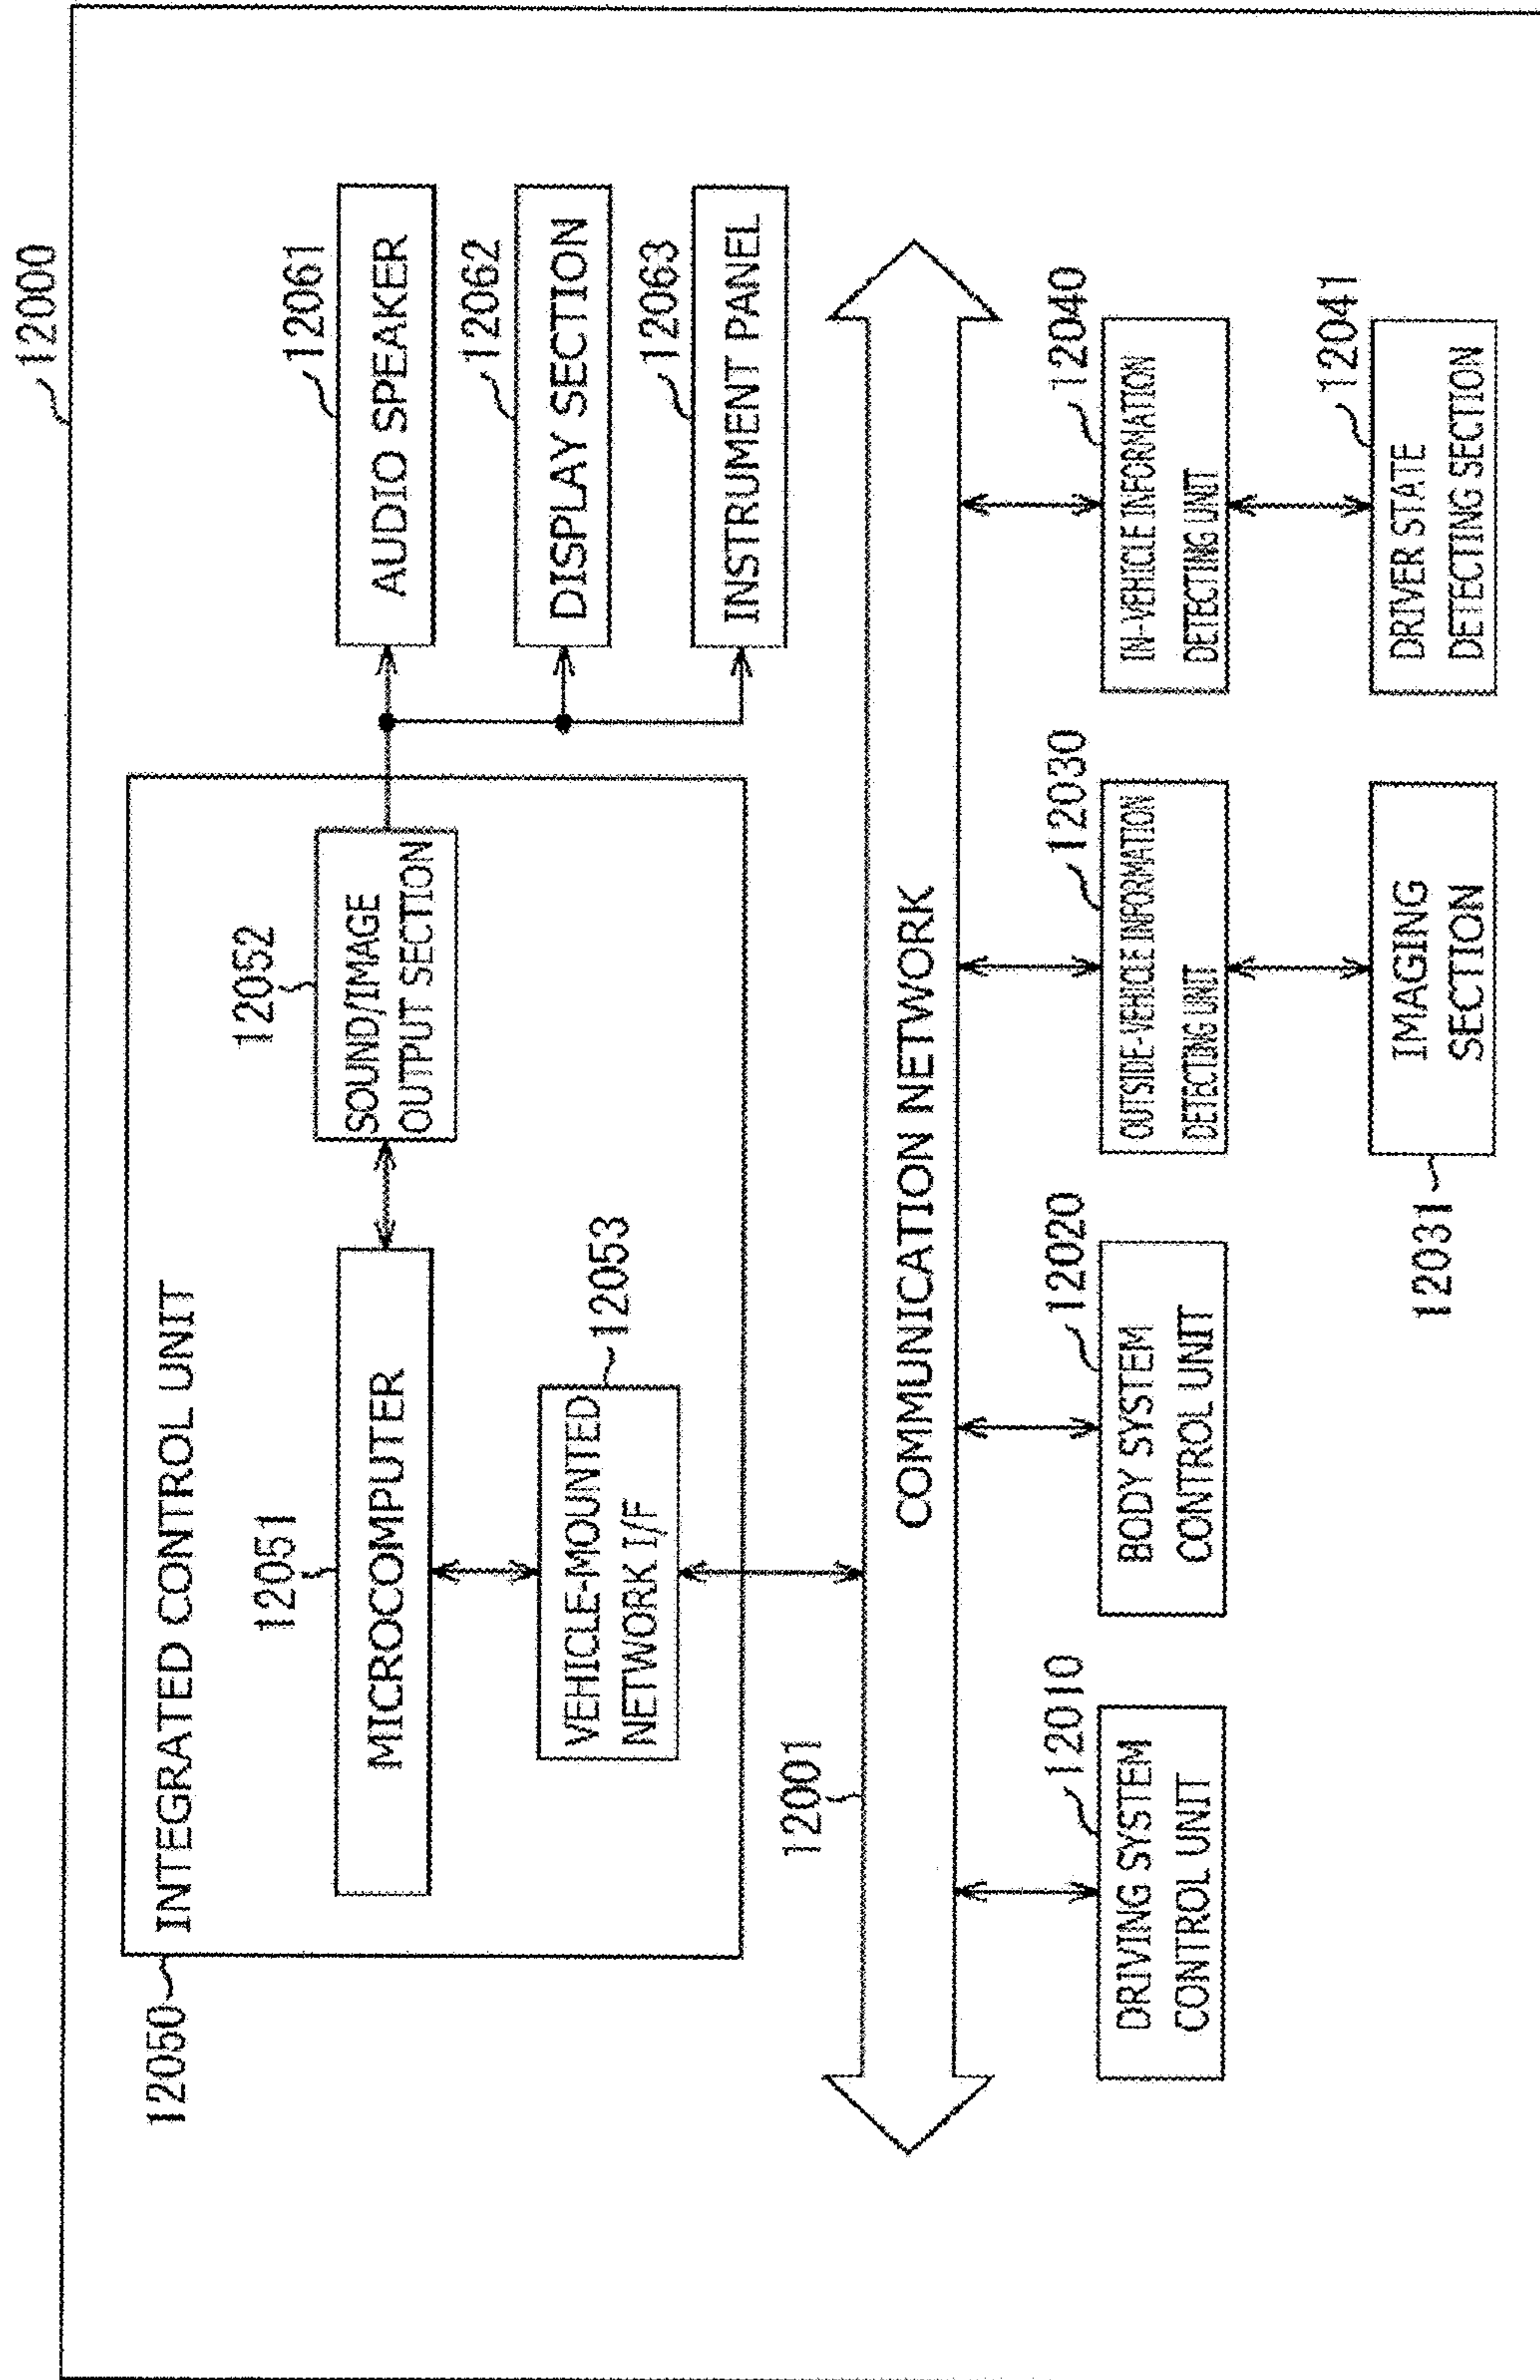 12000
12050
INTEGRATED CONTROL UNIT
12051
MICROCOMPUTER
12052
SOUND/IMAGE
OUTPUT SECTION
12061
AUDIO SPEAKER
12062
DISPLAY SECTION
12063
INSTRUMENT PANEL
12053
VEHICLE-MOUNTED
NETWORK I/F
12001
COMMUNICATION NETWORK
12010
DRIVING SYSTEM
CONTROL UNIT
12020
BODY SYSTEM
CONTROL UNIT
12030
OUTSIDE-VEHICLE INFORMATION
DETECTING UNIT
12040
IN-VEHICLE INFORMATION
DETECTING UNIT
12031
IMAGING
SECTION
12041
DRIVER STATE
DETECTING SECTION